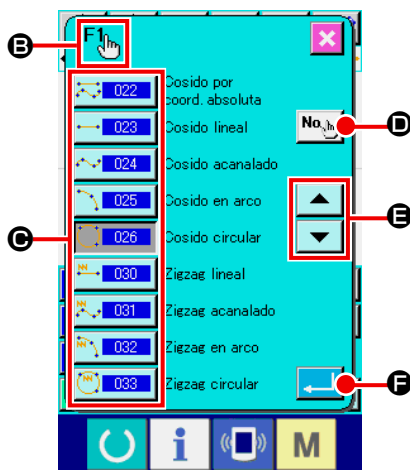 B
F1
022 Cosido por
coord. absoluta
No.
D
023 Cosido lineal
024 Cosido acanalado
025 Cosido en arco
E
C
026 Cosido circular
030 Zigzag lineal
031 Zigzag acanalado
032 Zigzag en arco
033 Zigzag circular
F
i
M